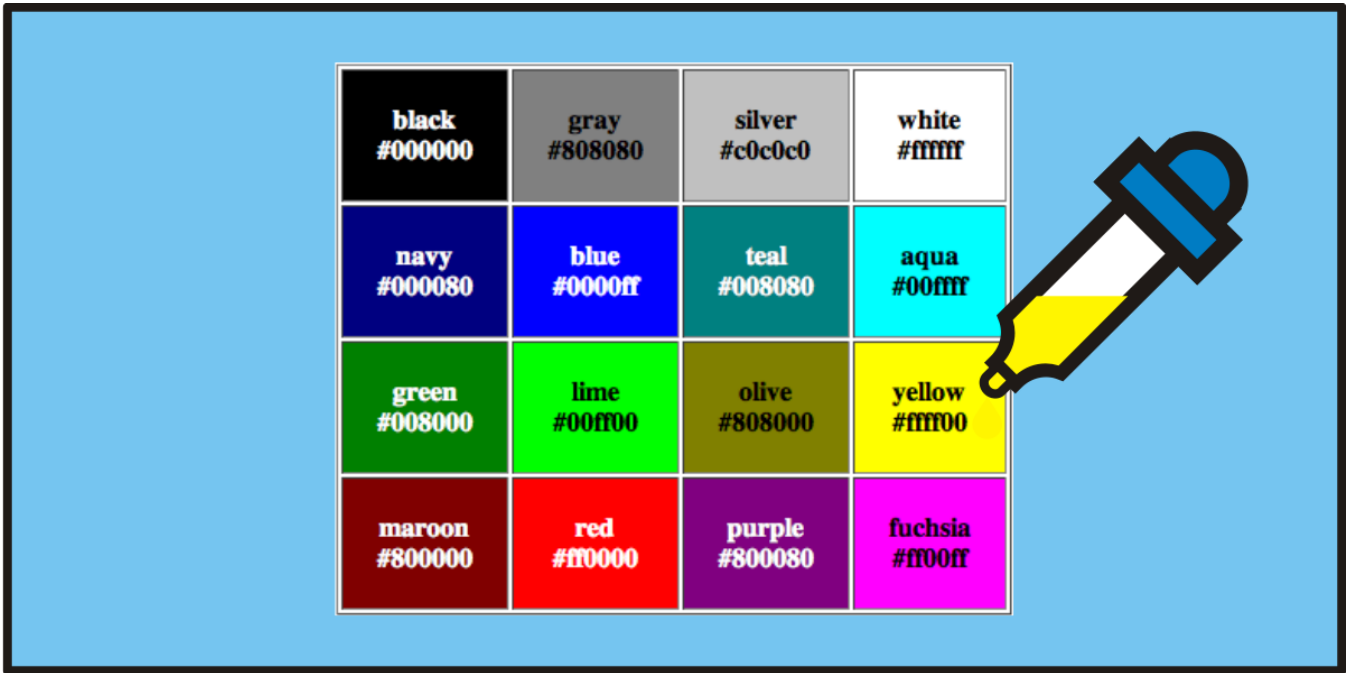 black
#000000
gray
#808080
silver
#c0c0c0
white
#ffffff
navy
#000080
blue
#0000ff
teal
#008080
aqua
#00ffff
green
#008000
lime
#00ff00
olive
#808000
yellow
#ffff00
maroon
#800000
red
#ff0000
purple
#800080
fuchsia
#ff00ff